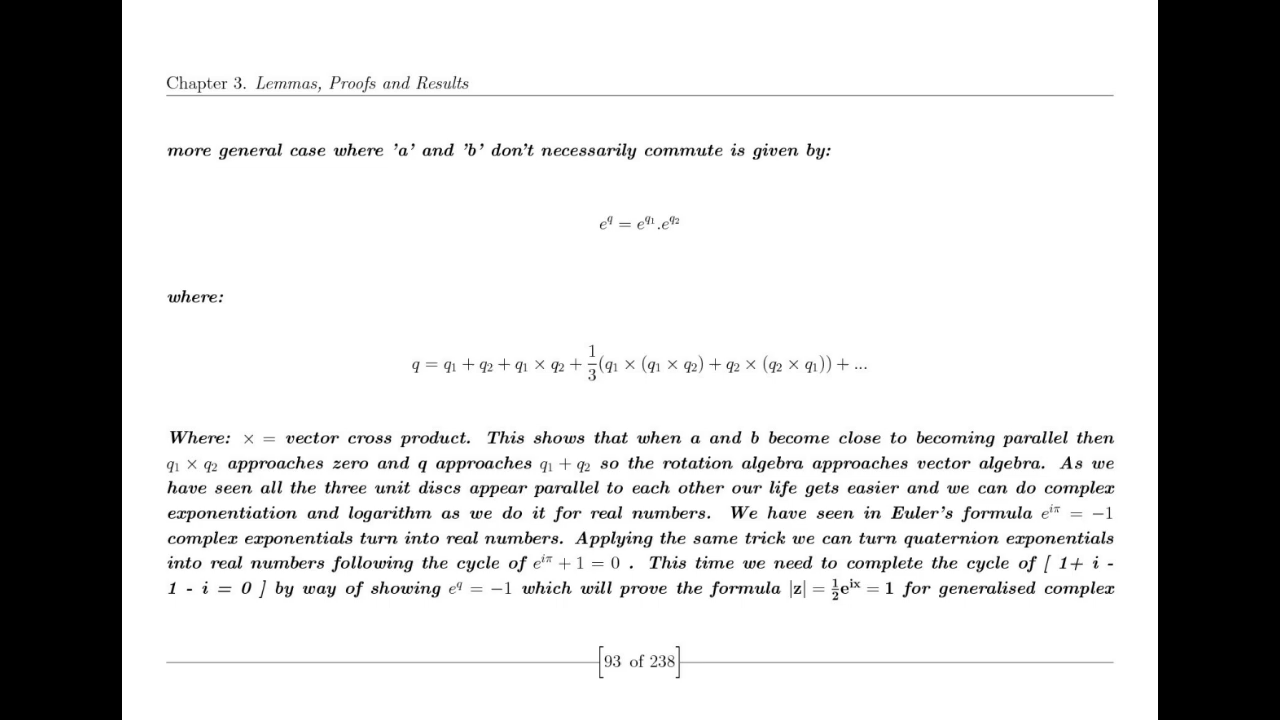 Chapter 3. Lemmas, Proofs and Results
more general case where 'a' and 'b' don't necessarily commute is given by:
e^q = e^{q_1}.e^{q_2}
where:
q = q_1 + q_2 + q_1 × q_2 + \frac{1}{3}(q_1 × (q_1 × q_2) + q_2 × (q_2 × q_1)) + ...
Where: × = vector cross product. This shows that when a and b become close to becoming parallel then
q_1 × q_2 approaches zero and q approaches q_1 + q_2 so the rotation algebra approaches vector algebra. As we
have seen all the three unit discs appear parallel to each other our life gets easier and we can do complex
exponentiation and logarithm as we do it for real numbers. We have seen in Euler's formula e^{iπ} = −1
complex exponentials turn into real numbers. Applying the same trick we can turn quaternion exponentials
into real numbers following the cycle of e^{iπ} + 1 = 0 . This time we need to complete the cycle of [ 1+ i -
1 - i = 0 ] by way of showing e^q = −1 which will prove the formula |z| = \frac{1}{2}e^{ix} = 1 for generalised complex
[93 of 238]